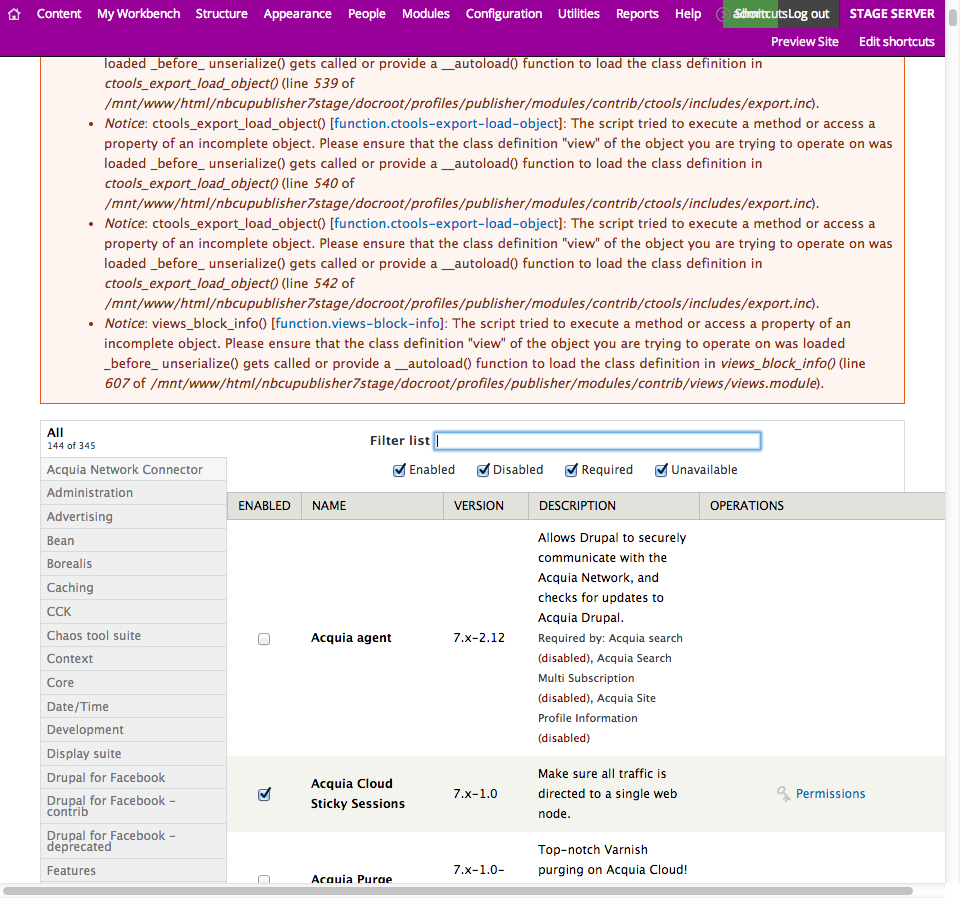 Content My Workbench Structure Appearance People Modules Configuration Utilities Reports Help Log out STAGE SERVER
Preview Site Edit shortcuts
loaded _before_ unserialize() gets called or provide a __autoload() function to load the class definition in
ctools_export_load_object() (line 539 of
/mnt/www/html/nbcupublisher7stage/docroot/profiles/publisher/modules/contrib/ctools/includes/export.inc).
• Notice: ctools_export_load_object() [function.ctools-export-load-object]: The script tried to execute a method or access a
property of an incomplete object. Please ensure that the class definition "view" of the object you are trying to operate on was
loaded _before_ unserialize() gets called or provide a __autoload() function to load the class definition in
ctools_export_load_object() (line 540 of
/mnt/www/html/nbcupublisher7stage/docroot/profiles/publisher/modules/contrib/ctools/includes/export.inc).
• Notice: ctools_export_load_object() [function.ctools-export-load-object]: The script tried to execute a method or access a
property of an incomplete object. Please ensure that the class definition "view" of the object you are trying to operate on was
loaded _before_ unserialize() gets called or provide a __autoload() function to load the class definition in
ctools_export_load_object() (line 542 of
/mnt/www/html/nbcupublisher7stage/docroot/profiles/publisher/modules/contrib/ctools/includes/export.inc).
• Notice: views_block_info() [function.views-block-info]: The script tried to execute a method or access a property of an
incomplete object. Please ensure that the class definition "view" of the object you are trying to operate on was loaded
_before_ unserialize() gets called or provide a __autoload() function to load the class definition in views_block_info() (line
607 of /mnt/www/html/nbcupublisher7stage/docroot/profiles/publisher/modules/contrib/views/views.module).
All
144 of 345
Acquia Network Connector
Administration
Advertising
Bean
Borealis
Caching
CCK
Chaos tool suite
Context
Core
Date/Time
Development
Display suite
Drupal for Facebook
Drupal for Facebook -
contrib
Drupal for Facebook -
deprecated
Features
Filter list
Enabled Disabled Required Unavailable
ENABLED NAME VERSION DESCRIPTION OPERATIONS
Allows Drupal to securely
communicate with the
Acquia Network, and
checks for updates to
Acquia Drupal.
Acquia agent 7.x-2.12 Required by: Acquia search
(disabled), Acquia Search
Multi Subscription
(disabled), Acquia Site
Profile Information
(disabled)
Acquia Cloud
Sticky Sessions
7.x-1.0
Make sure all traffic is
directed to a single web
node.
Permissions
Acquia Purge
7.x-1.0-
Top-notch Varnish
purging on Acquia Cloud!